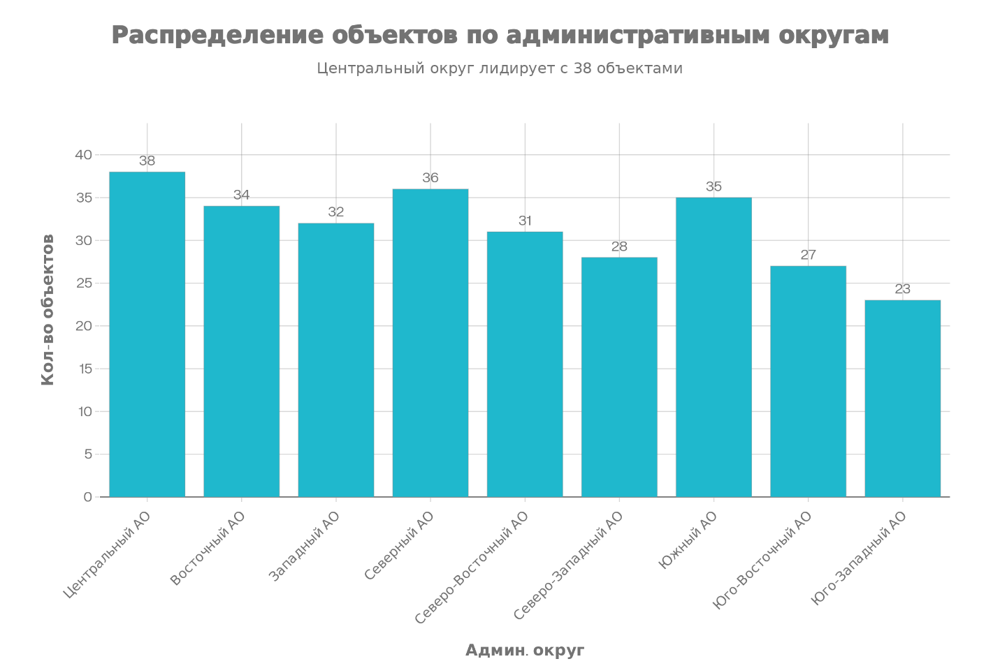 Распределение объектов по административным округам
Центральный округ лидирует с 38 объектами
Кол-во объектов
40
35
30
25
20
15
10
5
0
38
34
32
36
31
28
35
27
23
Центральный АО
Восточный АО
Западный АО
Северный АО
Северо-Восточный АО
Северо-Западный АО
Южный АО
Юго-Восточный АО
Юго-Западный АО
Админ. округ